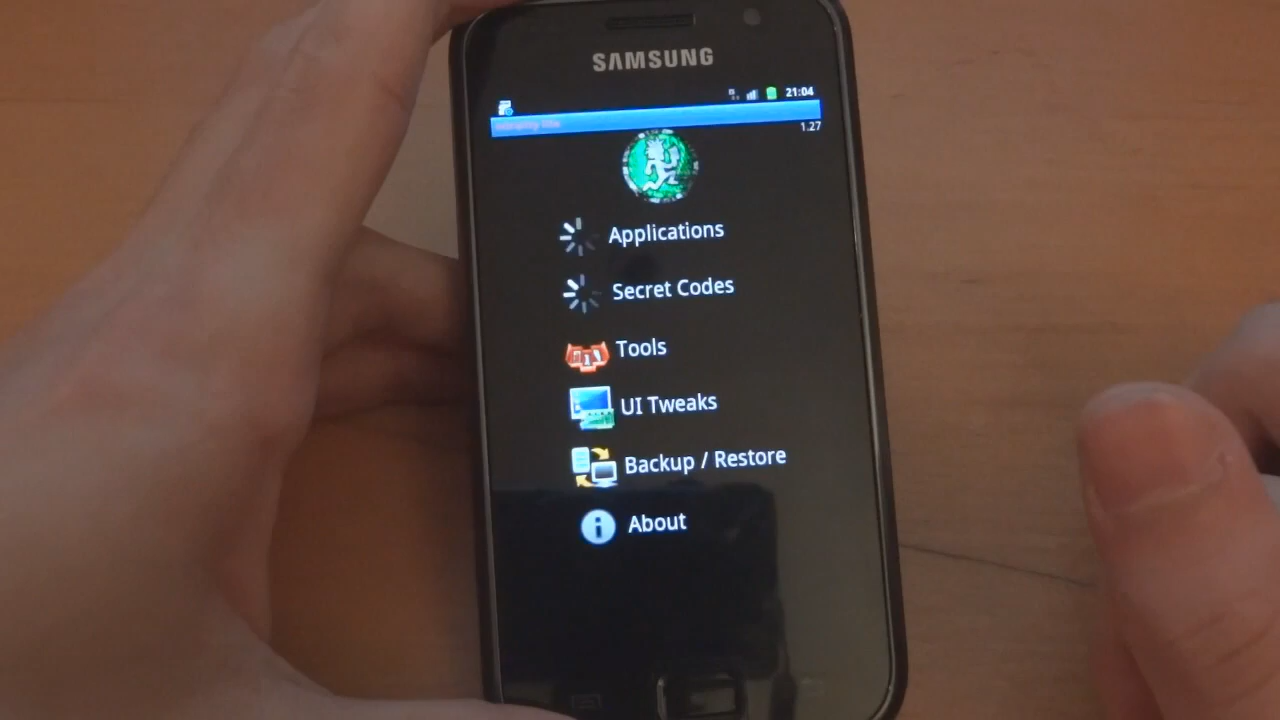 SAMSUNG
21:04
1.27
Applications
Secret Codes
Tools
UI Tweaks
Backup / Restore
About